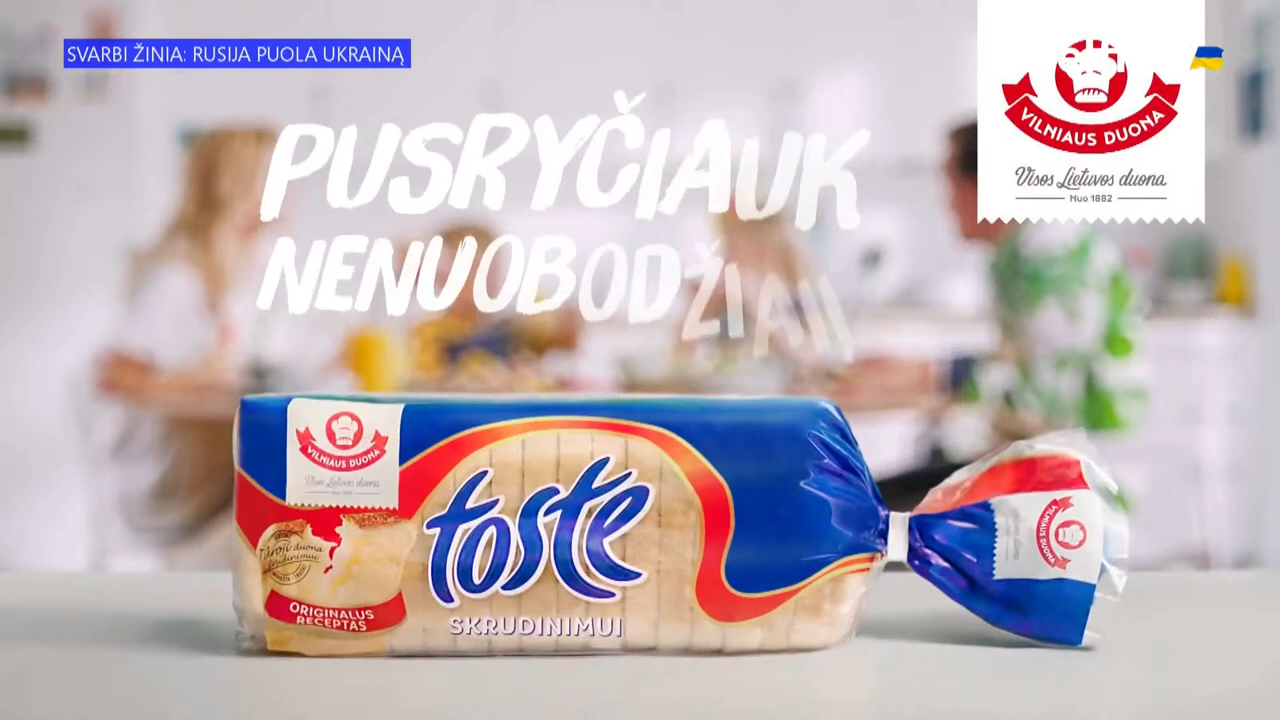 SVARBI ŽINIA: RUSIJA PUOLA UKRAINĄ
VILNIAUS DUONA
Visos Lietuvos duona
Nuo 1882
PUSRYČIAUK
NENUOBODŽIAU
VILNIAUS DUONA
Visos Lietuvos duona
toste
SKRUDINIMUI
ORIGINALUS
RECEPTAS
VILNIAUS DUONA